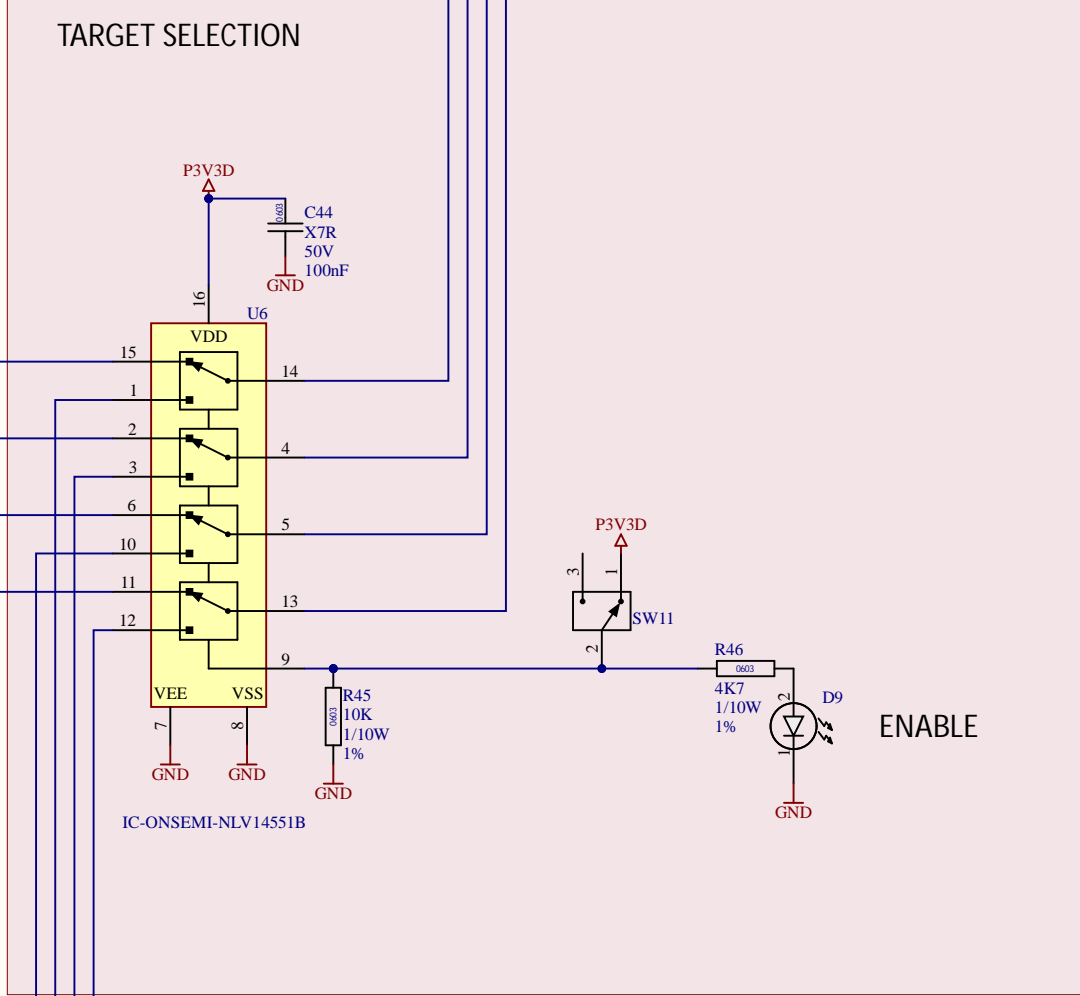 TARGET SELECTION
P3V3D
0603
C44
X7R
50V
100nF
GND
16
U6
VDD
15
14
1
2
4
3
6
5
10
11
13
12
9
VEE
VSS
7
8
GND
GND
IC-ONSEMI-NLV14551B
0603
R45
10K
1/10W
1%
GND
P3V3D
3
1
SW11
2
R46
0603
4K7
1/10W
1%
2
D9
1
GND
ENABLE